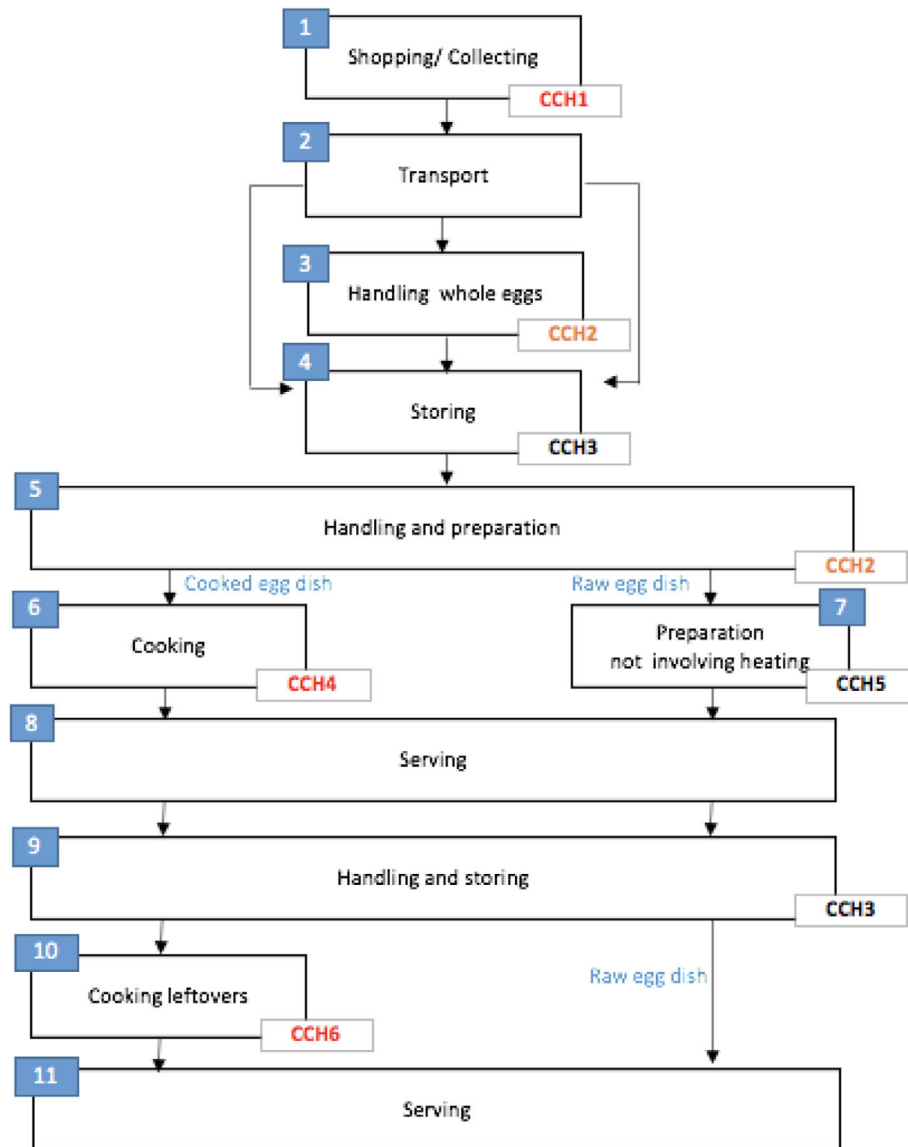 1
Shopping/ Collecting
CCH1
2
Transport
3
Handling whole eggs
CCH2
4
Storing
CCH3
5
Handling and preparation
CCH2
Cooked egg dish
Raw egg dish
6
Cooking
CCH4
7
Preparation
not involving heating
CCH5
8
Serving
9
Handling and storing
CCH3
10
Cooking leftovers
CCH6
Raw egg dish
11
Serving